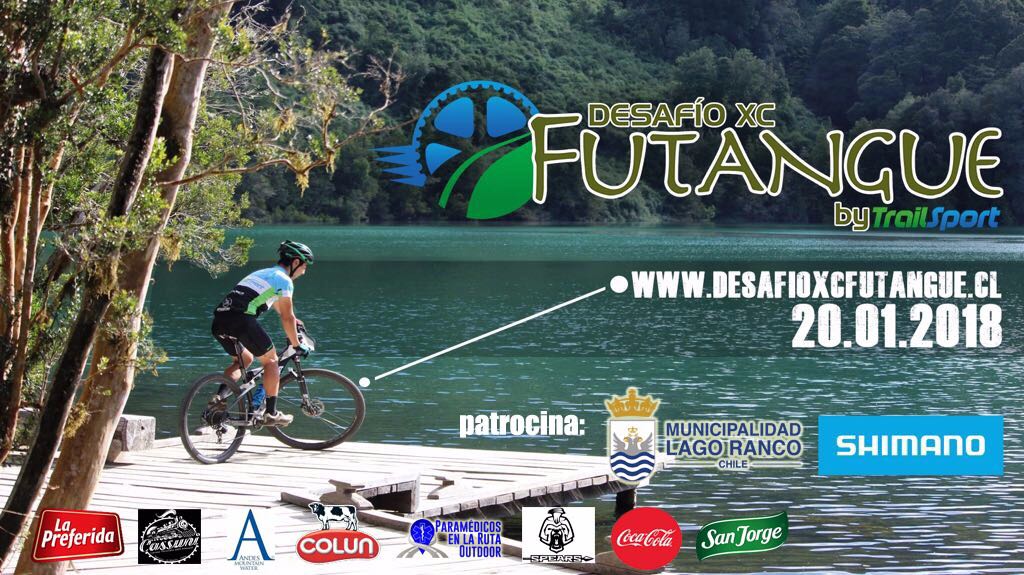 DESAFÍO XC
FUTANGUE
by TrailSport
WWW.DESAFIOXCFUTANGUE.CL
20.01.2018
patrocina:
MUNICIPALIDAD
LAGO RANCO
CHILE
SHIMANO
La
Preferida
Cassuni
A
ANDES
MOUNTAIN
WATER
COLUN
PARAMÉDICOS
EN LA RUTA
OUTDOOR
SPEARS
Coca-Cola
San Jorge